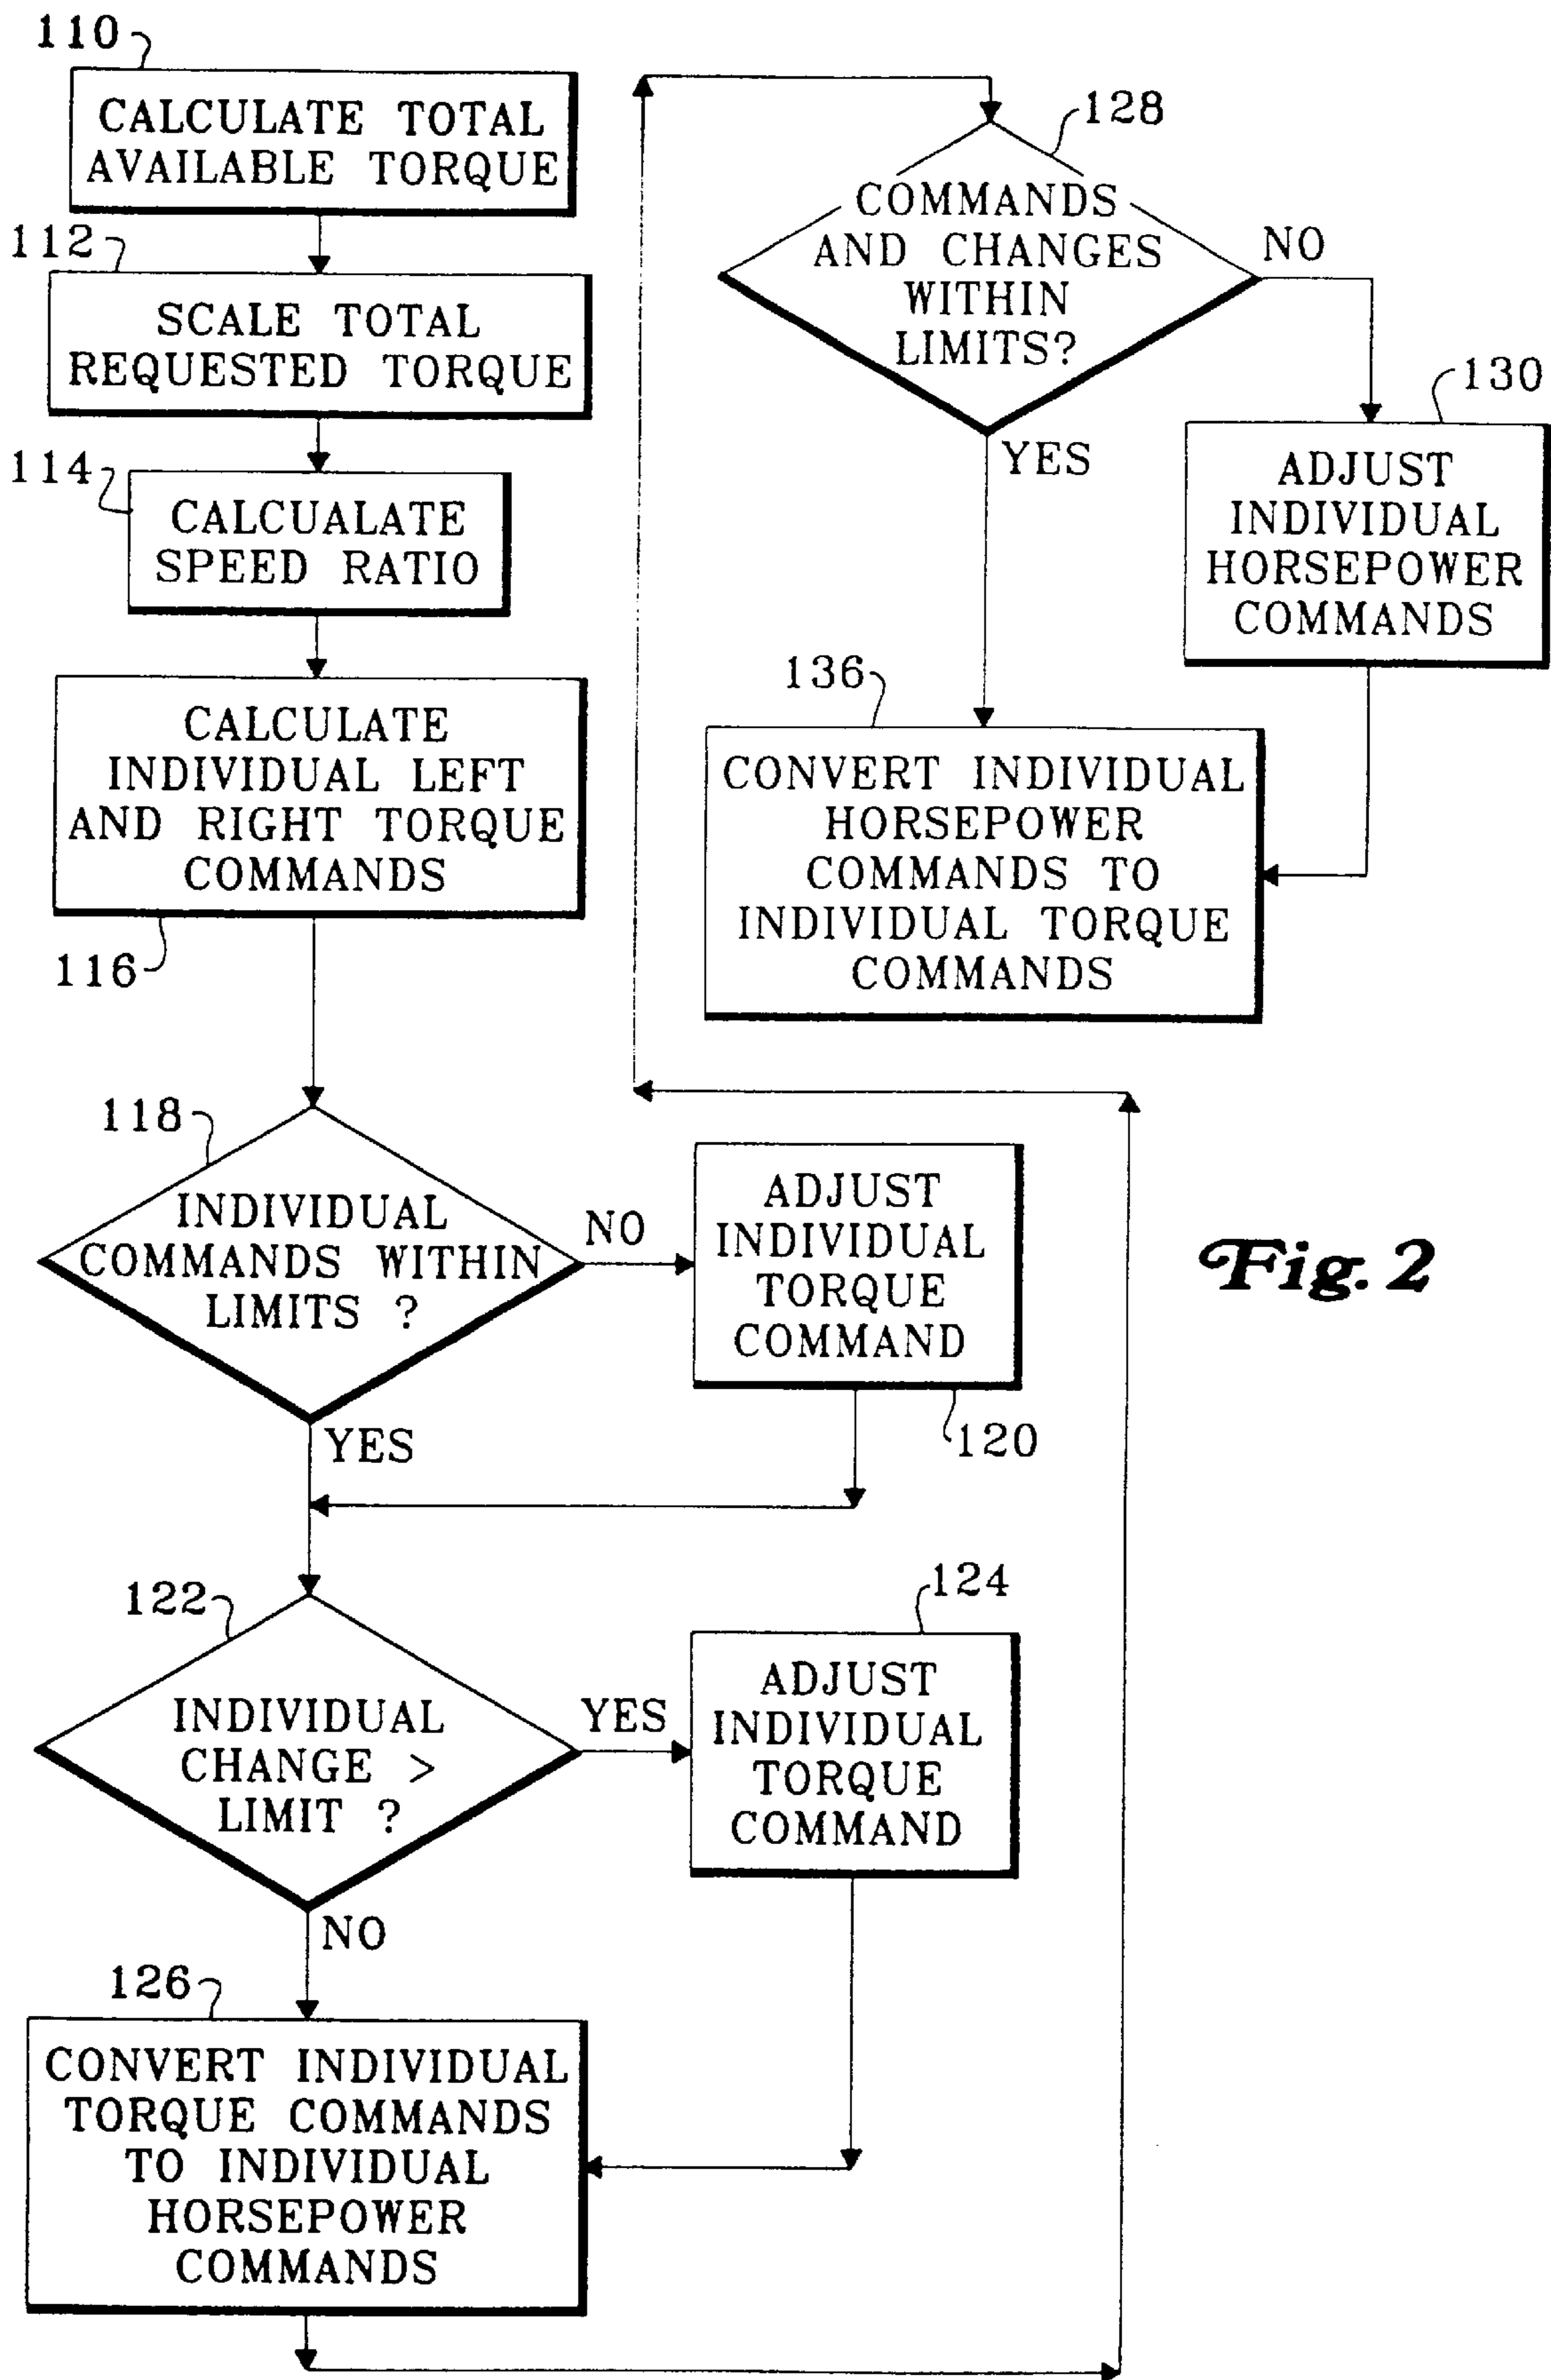 110
CALCULATE TOTAL
AVAILABLE TORQUE
112
SCALE TOTAL
REQUESTED TORQUE
114
CALCUALATE
SPEED RATIO
CALCULATE
INDIVIDUAL LEFT
AND RIGHT TORQUE
COMMANDS
116
118
INDIVIDUAL
COMMANDS WITHIN
LIMITS ?
NO
YES
ADJUST
INDIVIDUAL
TORQUE
COMMAND
120
122
INDIVIDUAL
CHANGE >
LIMIT ?
YES
NO
124
ADJUST
INDIVIDUAL
TORQUE
COMMAND
126
CONVERT INDIVIDUAL
TORQUE COMMANDS
TO INDIVIDUAL
HORSEPOWER
COMMANDS
128
COMMANDS
AND CHANGES
WITHIN
LIMITS?
NO
YES
130
ADJUST
INDIVIDUAL
HORSEPOWER
COMMANDS
136
CONVERT INDIVIDUAL
HORSEPOWER
COMMANDS TO
INDIVIDUAL TORQUE
COMMANDS
Fig. 2